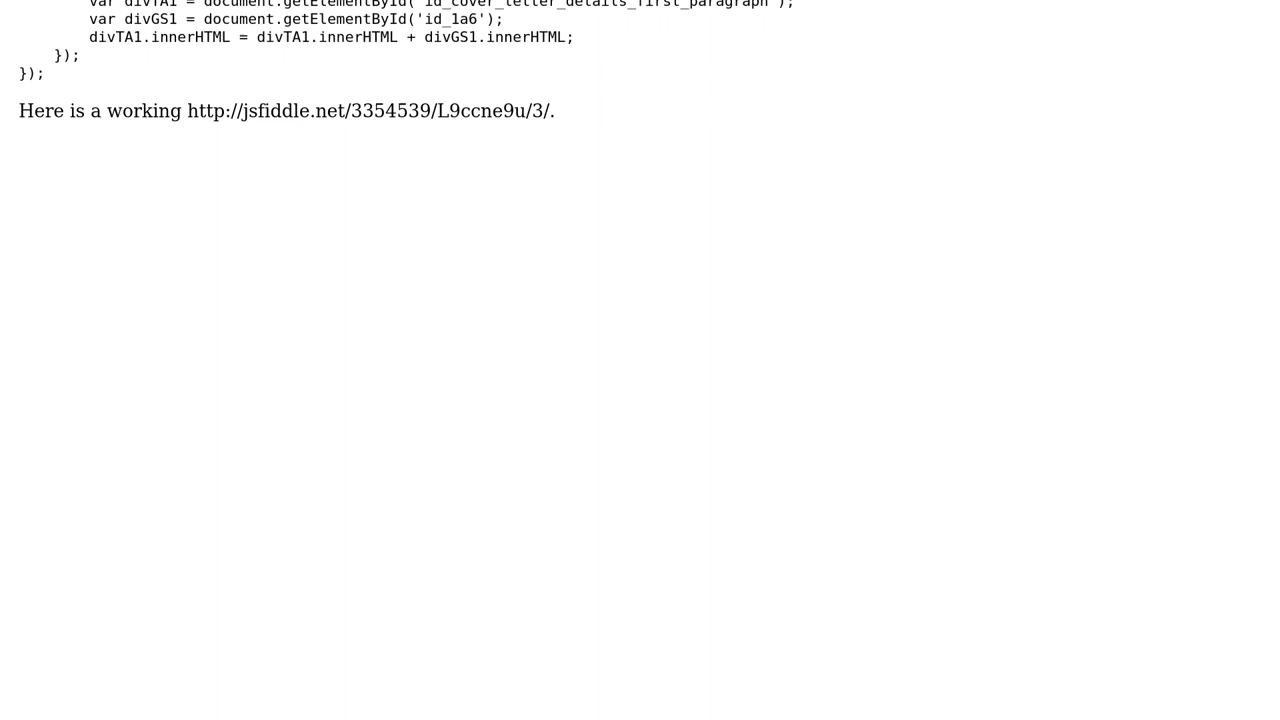 var divTA1 = document.getElementById('id_cover_letter_details_first_paragraph');
var divGS1 = document.getElementById('id_1a6');
divTA1.innerHTML = divTA1.innerHTML + divGS1.innerHTML;
});
});
Here is a working http://jsfiddle.net/3354539/L9ccne9u/3/.